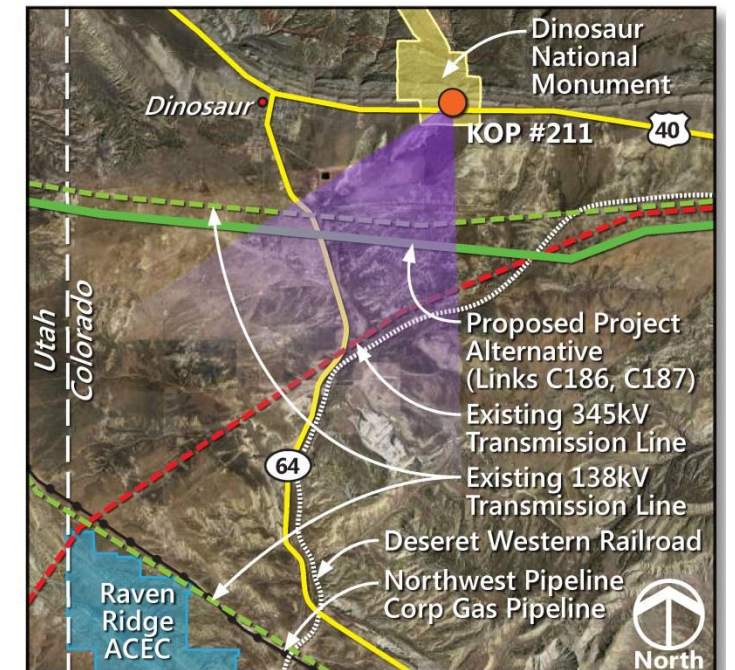 Dinosaur
National
Monument
Dinosaur
KOP #211
40
Utah
Colorado
Proposed Project
Alternative
(Links C186, C187)
Existing 345kV
Transmission Line
64
Existing 138kV
Transmission Line
Deseret Western Railroad
Northwest Pipeline
Corp Gas Pipeline
Raven
Ridge
ACEC
North